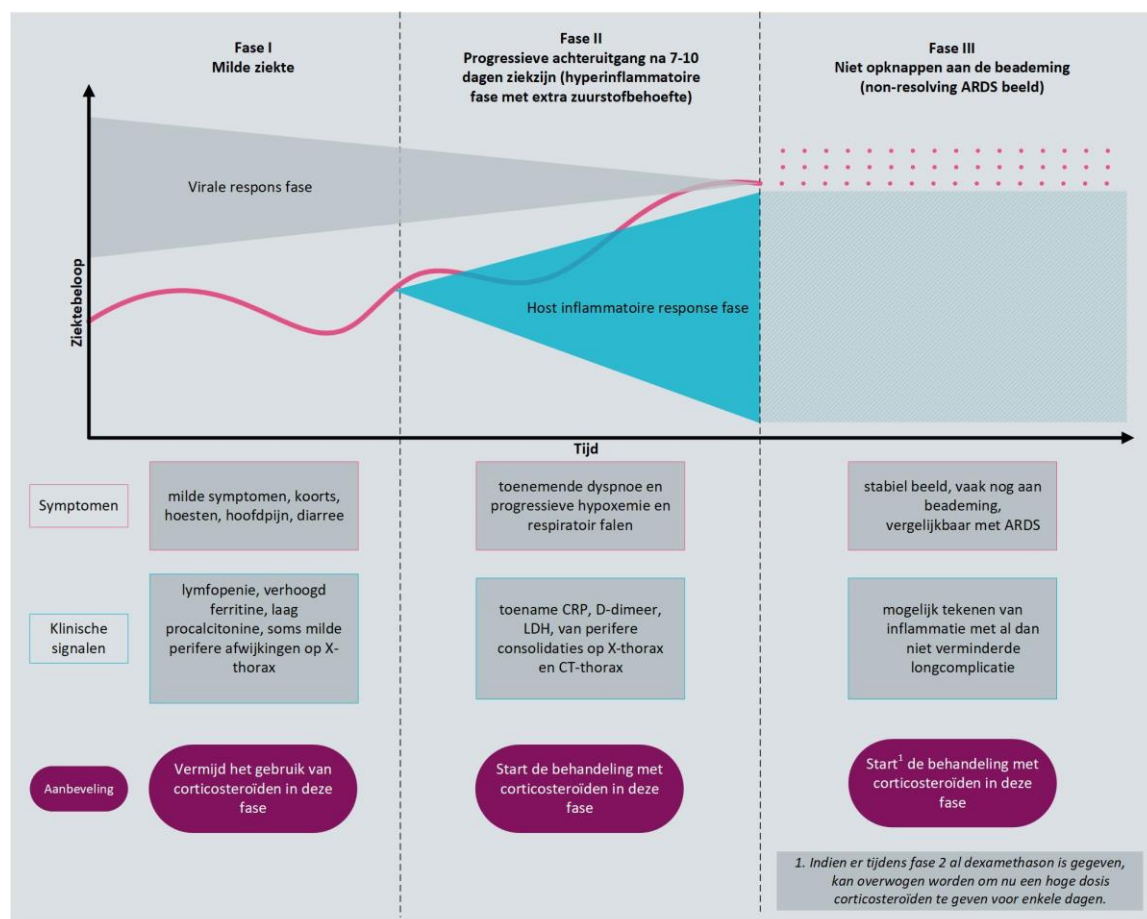 Fase I
Milde ziekte
Fase II
Progressieve achteruitgang na 7-10
dagen ziekzijn (hyperinflammatoire
fase met extra zuurstofbehoefte)
Fase III
Niet opknappen aan de beademing
(non-resolving ARDS beeld)
Virale respons fase
Ziektebeloop
Host inflammatoire response fase
Tijd
Symptomen
milde symptomen, koorts,
hoesten, hoofdpijn, diarree
toenemende dyspnoe en
progressieve hypoxemie en
respiratoir falen
stabiel beeld, vaak nog aan
beademing,
vergelijkbaar met ARDS
Klinische
signalen
lymfopenie, verhoogd
ferritine, laag
procalcitonine, soms milde
perifere afwijkingen op X-
thorax
toename CRP, D-dimeer,
LDH, van perifere
consolidaties op X-thorax
en CT-thorax
mogelijk tekenen van
inflammatie met al dan
niet verminderde
longcomplicatie
Aanbeveling
Vermijd het gebruik van
corticosteroïden in deze
fase
Start de behandeling met
corticosteroïden in deze
fase
Start¹ de behandeling met
corticosteroïden in deze
fase
1. Indien er tijdens fase 2 al dexamethason is gegeven,
kan overwogen worden om nu een hoge dosis
corticosteroïden te geven voor enkele dagen.